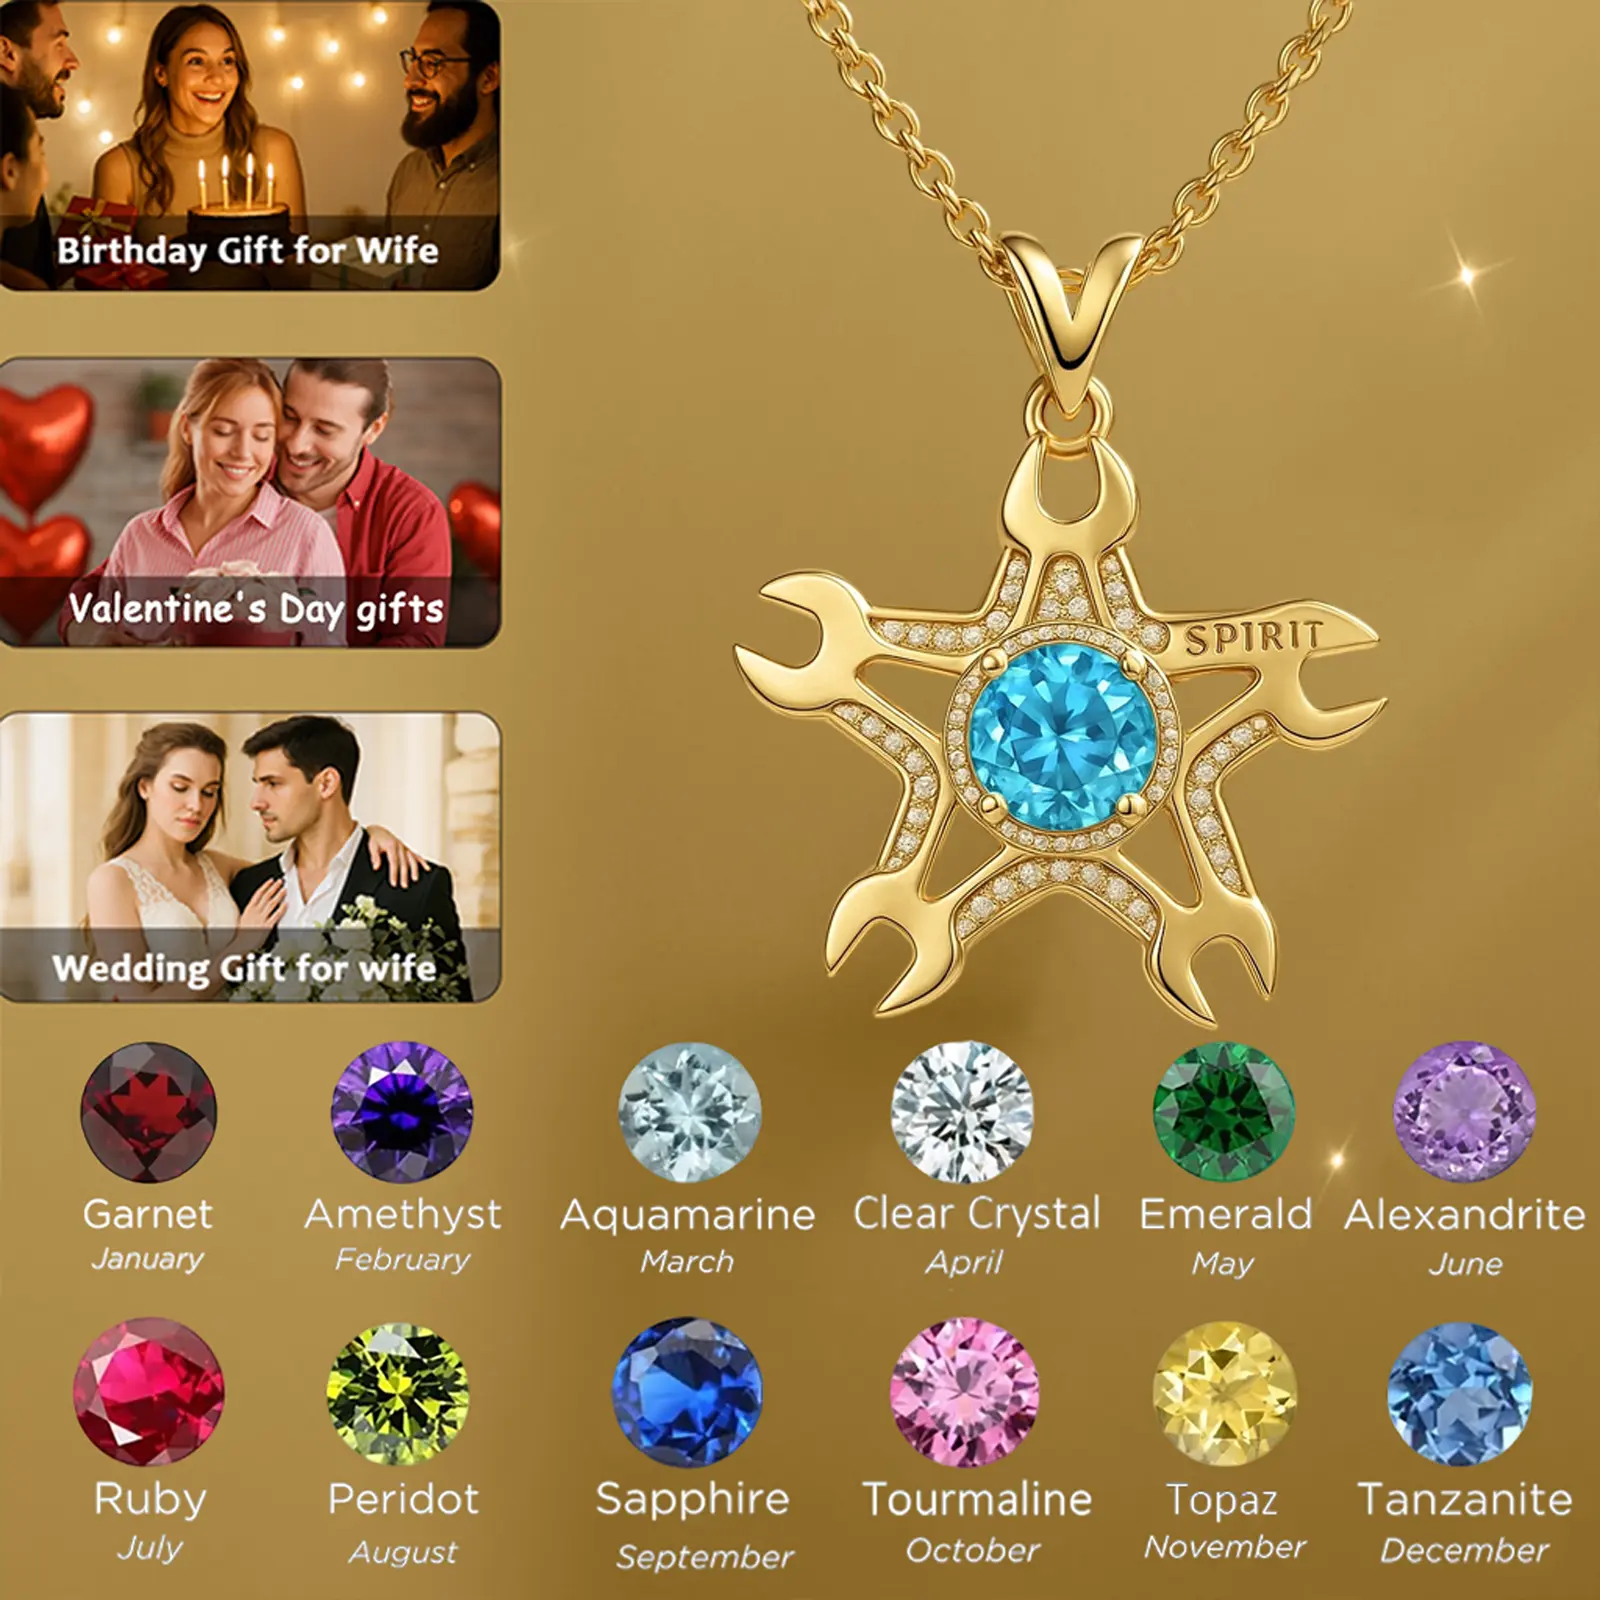 Birthday Gift for Wife
Valentine's Day gifts
Wedding Gift for wife
SPIRIT
Garnet
January
Amethyst
February
Aquamarine
March
Clear Crystal
April
Emerald
May
Alexandrite
June
Ruby
July
Peridot
August
Sapphire
September
Tourmaline
October
Topaz
November
Tanzanite
December